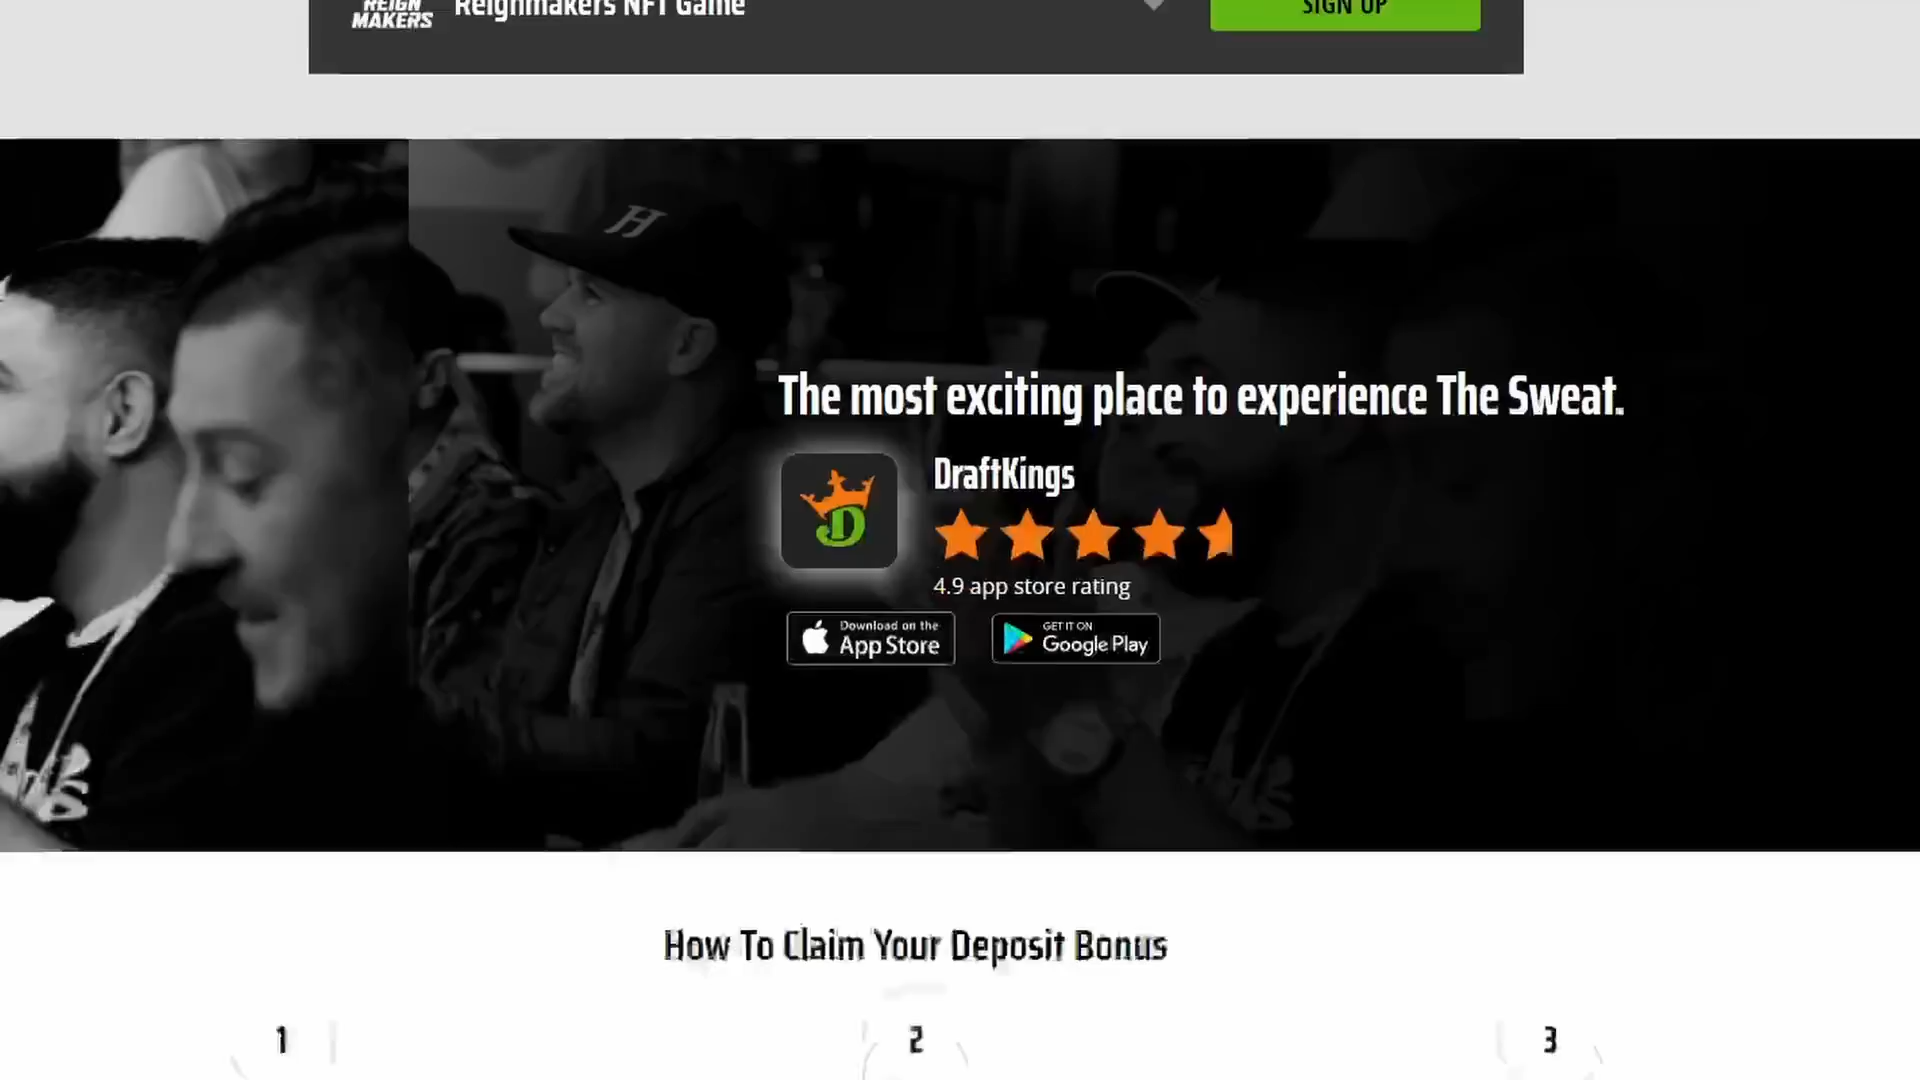 REIGN
MAKERS
Reignmakers NFT Game
SIGN UP
H
The most exciting place to experience The Sweat.
D
DraftKings
4.9 app store rating
Download on the
App Store
GET IT ON
Google Play
How To Claim Your Deposit Bonus
1
2
3